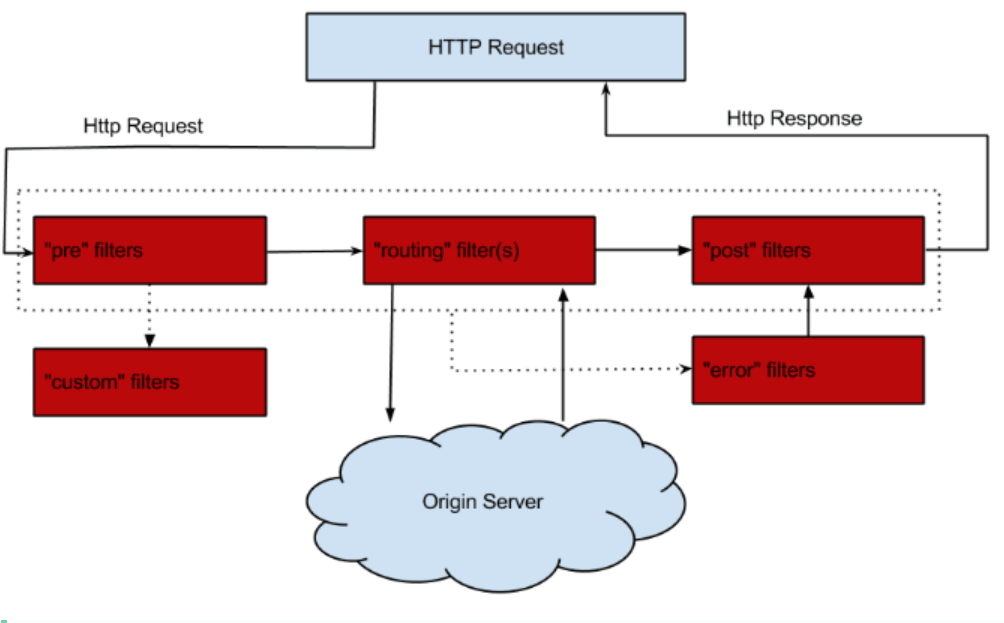 HTTP Request
Http Request
Http Response
"pre" filters
"routing" filter(s)
"post" filters
"custom" filters
"error" filters
Origin Server